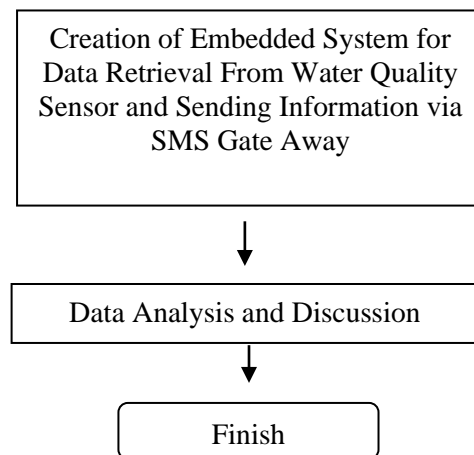 Creation of Embedded System for
Data Retrieval From Water Quality
Sensor and Sending Information via
SMS Gate Away
Data Analysis and Discussion
Finish